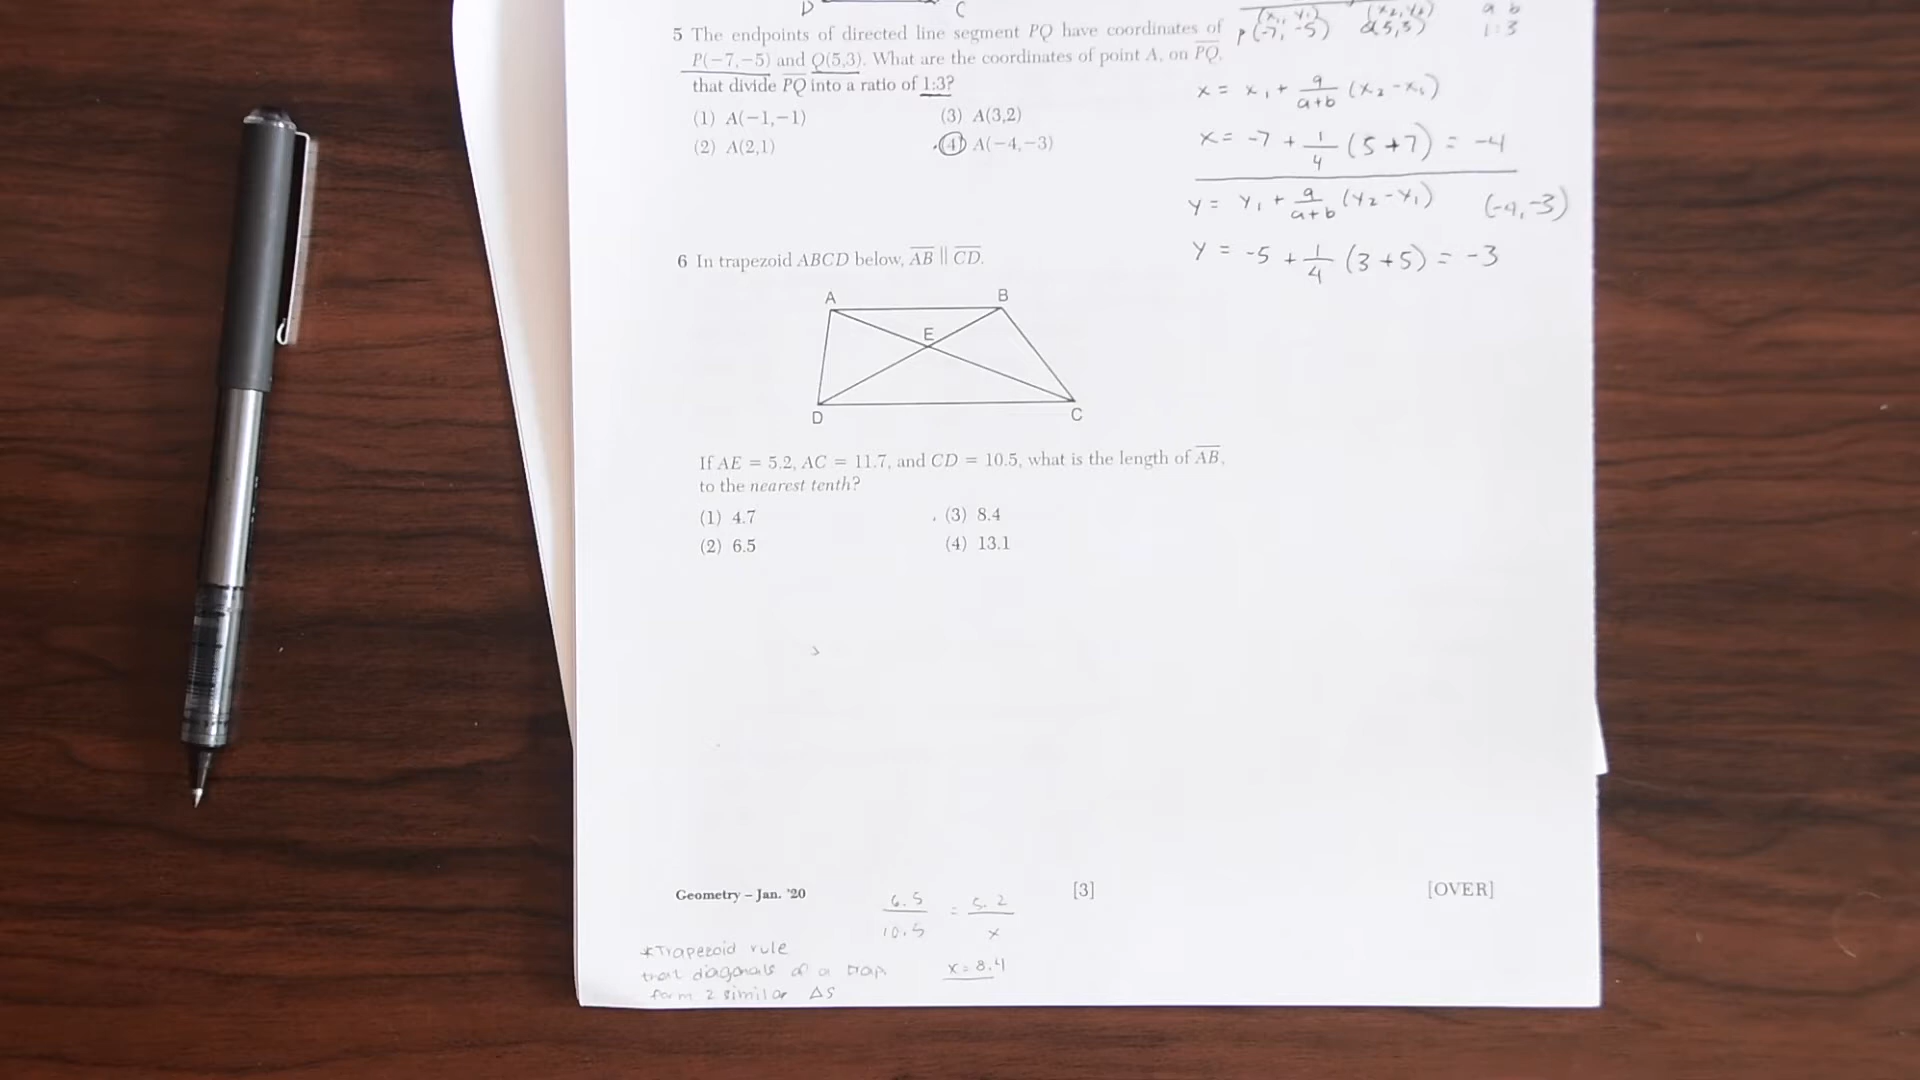 D C
5 The endpoints of directed line segment PQ have coordinates of
P(−7,−5) and Q(5,3). What are the coordinates of point A, on PQ,
that divide PQ into a ratio of 1:3?
(1) A(−1,−1) (3) A(3,2)
(2) A(2,1) (4) A(−4,−3)
(x₁, y₁) (x₂, y₂) a b
P(-7, -5) Q(5,3) 1:3
x = x₁ + a/(a+b) (x₂ - x₁)
x = -7 + 1/4 (5+7) = -4
y = y₁ + a/(a+b) (y₂ - y₁) (-4,-3)
y = -5 + 1/4 (3+5) = -3
6 In trapezoid ABCD below, AB ∥ CD.
A B
E
D C
If AE = 5.2, AC = 11.7, and CD = 10.5, what is the length of AB,
to the nearest tenth?
(1) 4.7 (3) 8.4
(2) 6.5 (4) 13.1
Geometry – Jan. '20 [3] [OVER]
6.5/10.5 = 5.2/x
x = 8.4
*Trapezoid rule
that diagonals of a trap
form 2 similar Δs